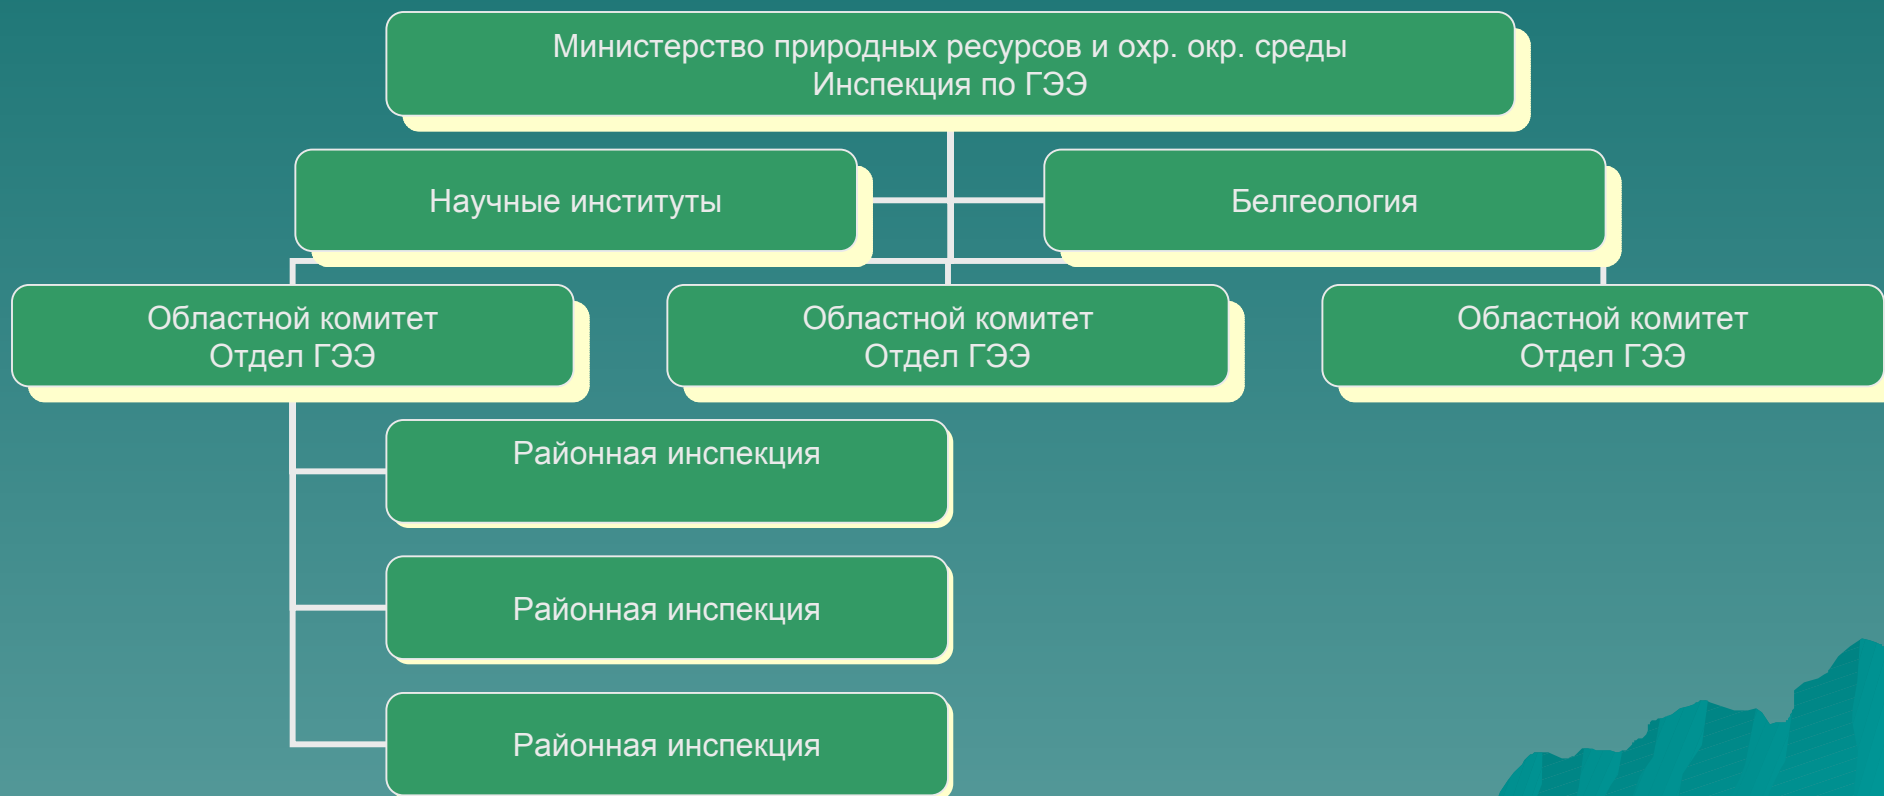 Министерство природных ресурсов и охр. окр. среды
Инспекция по ГЭЭ
Научные институты
Белгеология
Областной комитет
Отдел ГЭЭ
Областной комитет
Отдел ГЭЭ
Областной комитет
Отдел ГЭЭ
Районная инспекция
Районная инспекция
Районная инспекция